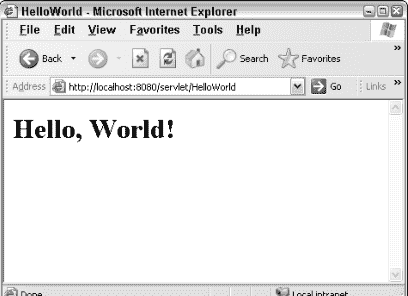 HelloWorld - Microsoft Internet Explorer
File Edit View Favorites Tools Help »
Back Search Favorites »
Address http://localhost:8080/servlet/HelloWorld Go Links »
Hello, World!
Done Local intranet